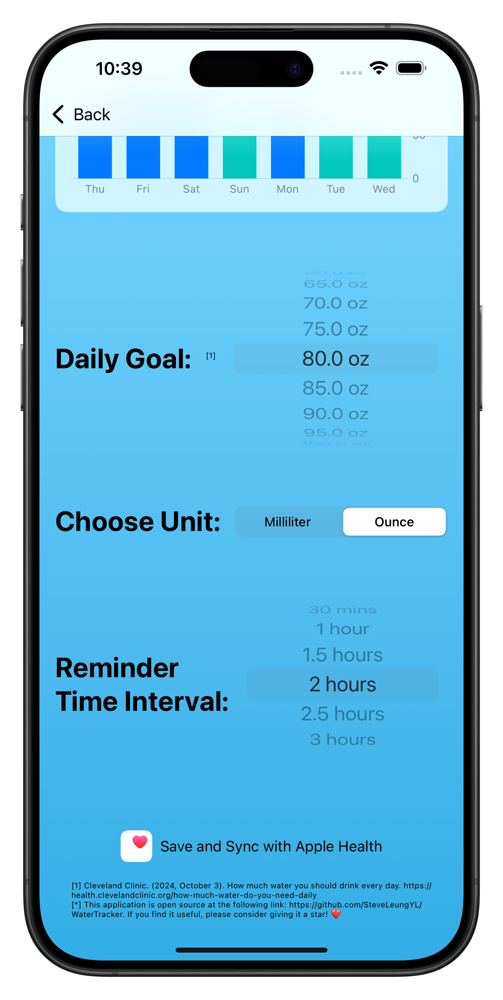 10:39
Back
0
Thu Fri Sat Sun Mon Tue Wed
60.0 oz
65.0 oz
70.0 oz
75.0 oz
Daily Goal: [1] 80.0 oz
85.0 oz
90.0 oz
95.0 oz
100.0 oz
Choose Unit: Milliliter Ounce
30 mins
1 hour
1.5 hours
Reminder
Time Interval:
2 hours
2.5 hours
3 hours
Save and Sync with Apple Health
[1] Cleveland Clinic. (2024, October 3). How much water you should drink every day. https://
health.clevelandclinic.org/how-much-water-do-you-need-daily
[*] This application is open source at the following link: https://github.com/SteveLeungYL/
WaterTracker. If you find it useful, please consider giving it a star! ❤️